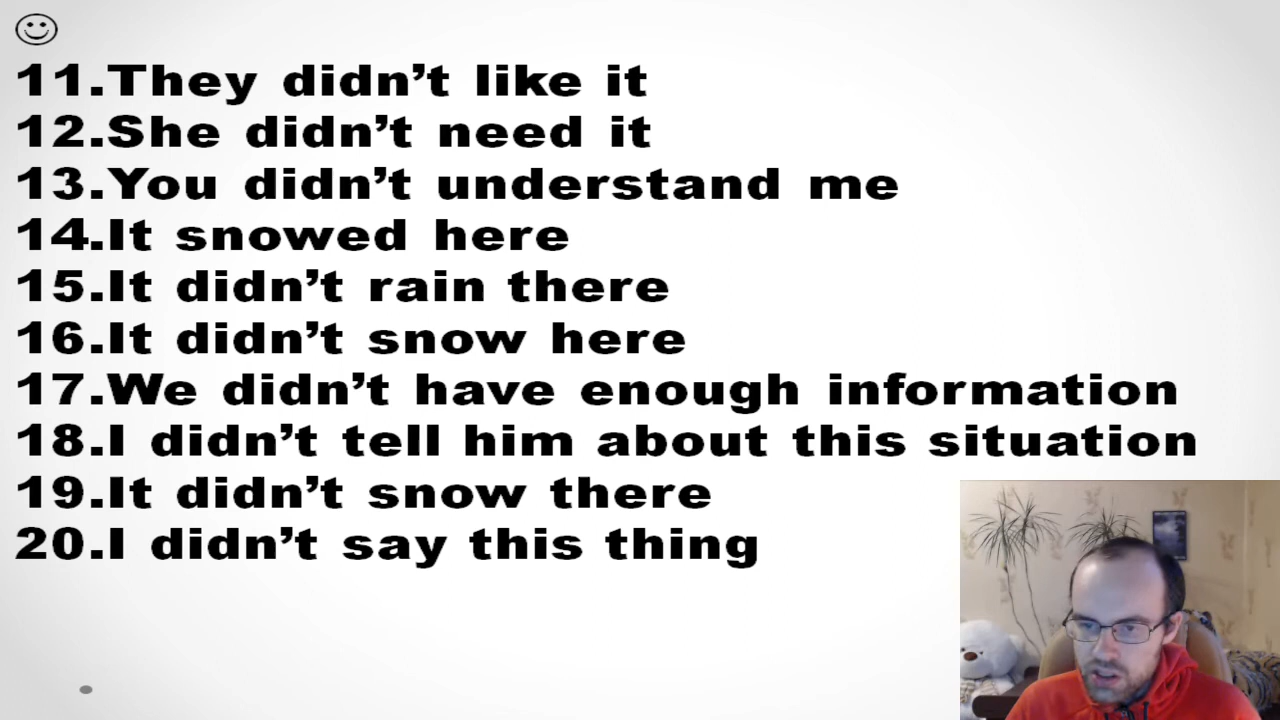 11.They didn’t like it
12.She didn’t need it
13.You didn’t understand me
14.It snowed here
15.It didn’t rain there
16.It didn’t snow here
17.We didn’t have enough information
18.I didn’t tell him about this situation
19.It didn’t snow there
20.I didn’t say this thing